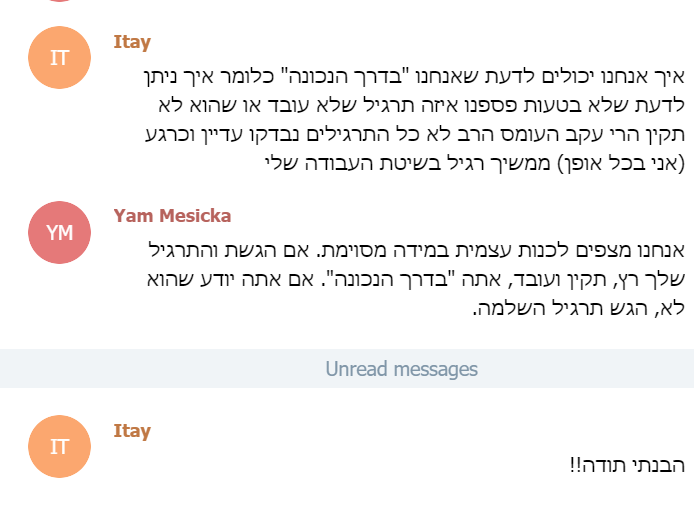 IT
Itay
איך אנחנו יכולים לדעת שאנחנו "בדרך הנכונה" כלומר איך ניתן
לדעת שלא בטעות פספנו איזה תרגיל שלא עובד או שהוא לא
תקין הרי עקב העומס הרב לא כל התרגילים נבדקו עדיין וכרגע
(אני בכל אופן) ממשיך רגיל בשיטת העבודה שלי
YM
Yam Mesicka
אנחנו מצפים לכנות עצמית במידה מסוימת. אם הגשת והתרגיל
שלך רץ, תקין ועובד, אתה "בדרך הנכונה". אם אתה יודע שהוא
לא, הגש תרגיל השלמה.
Unread messages
IT
Itay
הבנתי תודה!!